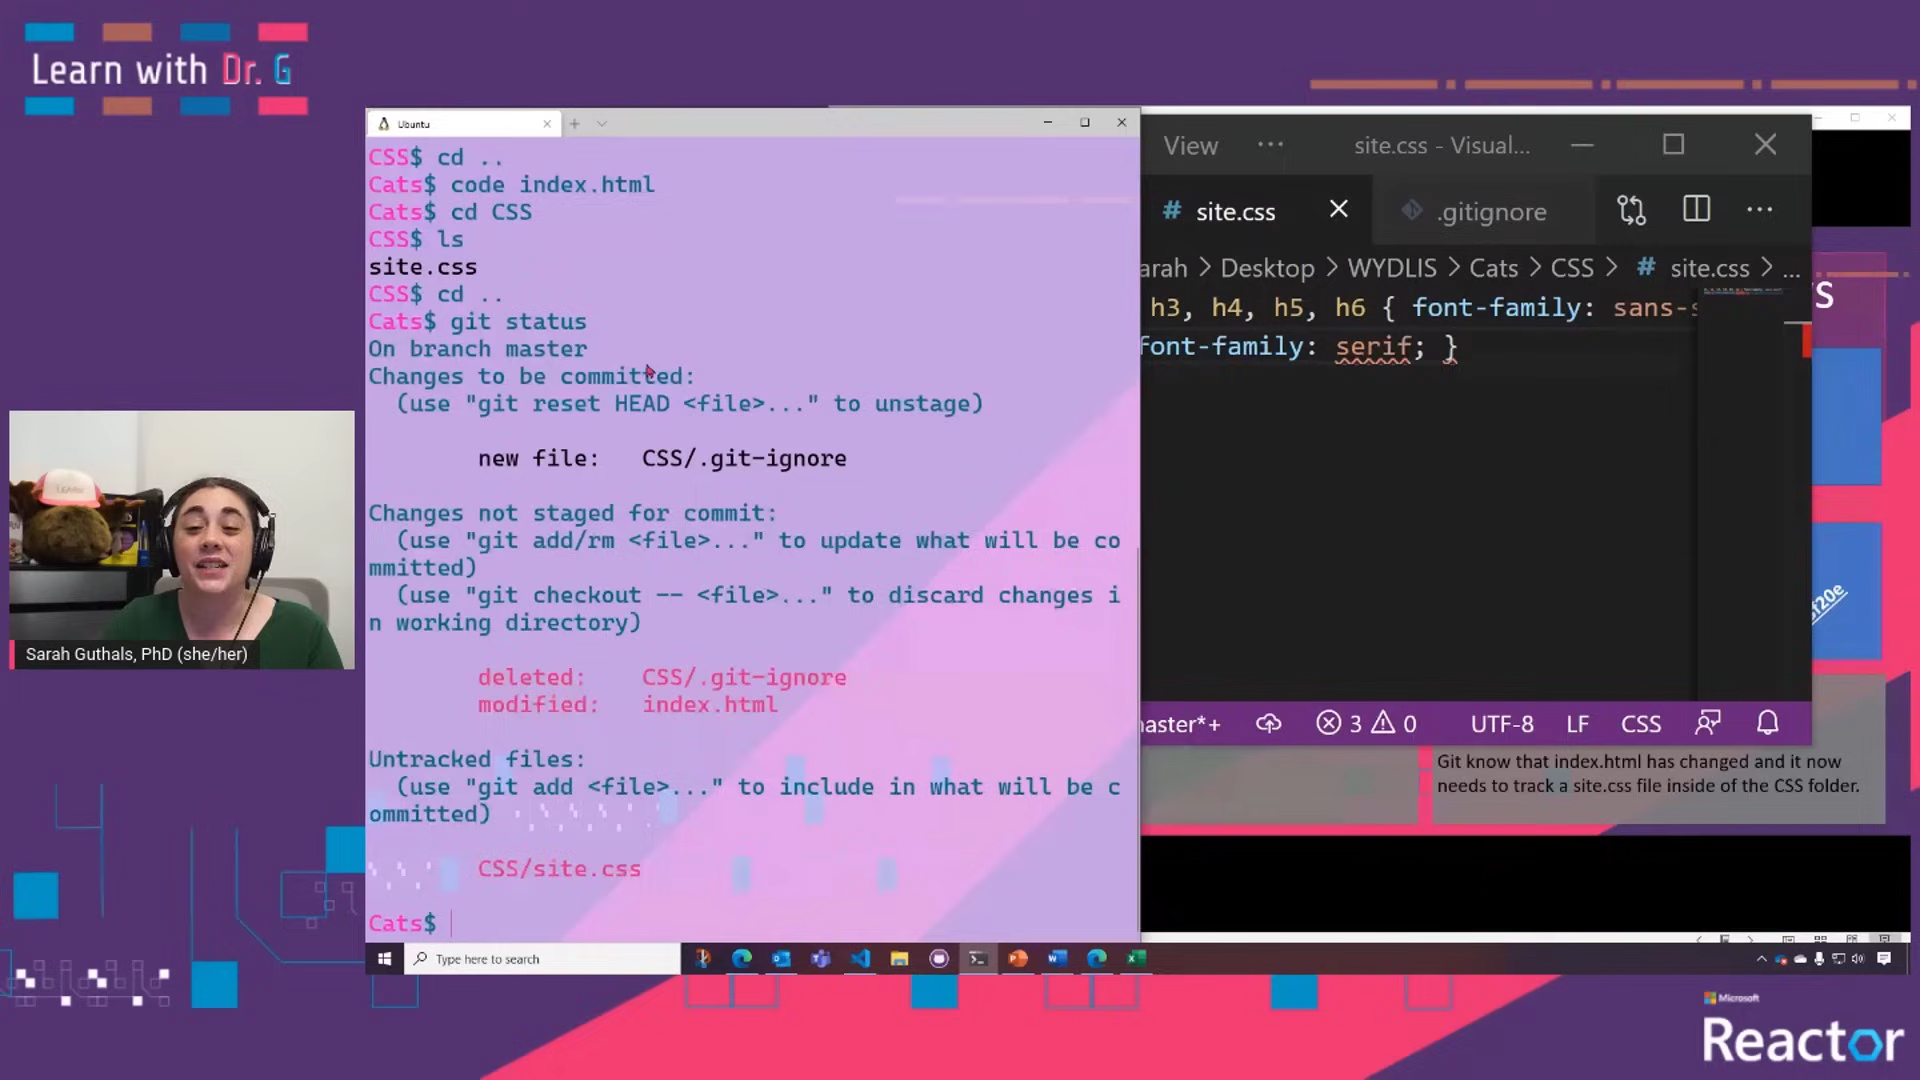 Learn with Dr. G
Ubuntu
CSS$ cd ..
Cats$ code index.html
Cats$ cd CSS
CSS$ ls
site.css
CSS$ cd ..
Cats$ git status
On branch master
Changes to be committed:
(use "git reset HEAD <file>..." to unstage)
new file: CSS/.git-ignore
Changes not staged for commit:
(use "git add/rm <file>..." to update what will be co
mmitted)
(use "git checkout -- <file>..." to discard changes i
n working directory)
deleted: CSS/.git-ignore
modified: index.html
Untracked files:
(use "git add <file>..." to include in what will be c
ommitted)
CSS/site.css
Cats$
View ··· site.css - Visual...
# site.css .gitignore ···
arah > Desktop > WYDLIS > Cats > CSS > # site.css > ...
h3, h4, h5, h6 { font-family: sans-s
font-family: serif; }
aster*+ 3 0 UTF-8 LF CSS
S
f20e
Git know that index.html has changed and it now
needs to track a site.css file inside of the CSS folder.
LEARN
Sarah Guthals, PhD (she/her)
Type here to search
Microsoft
Reactor